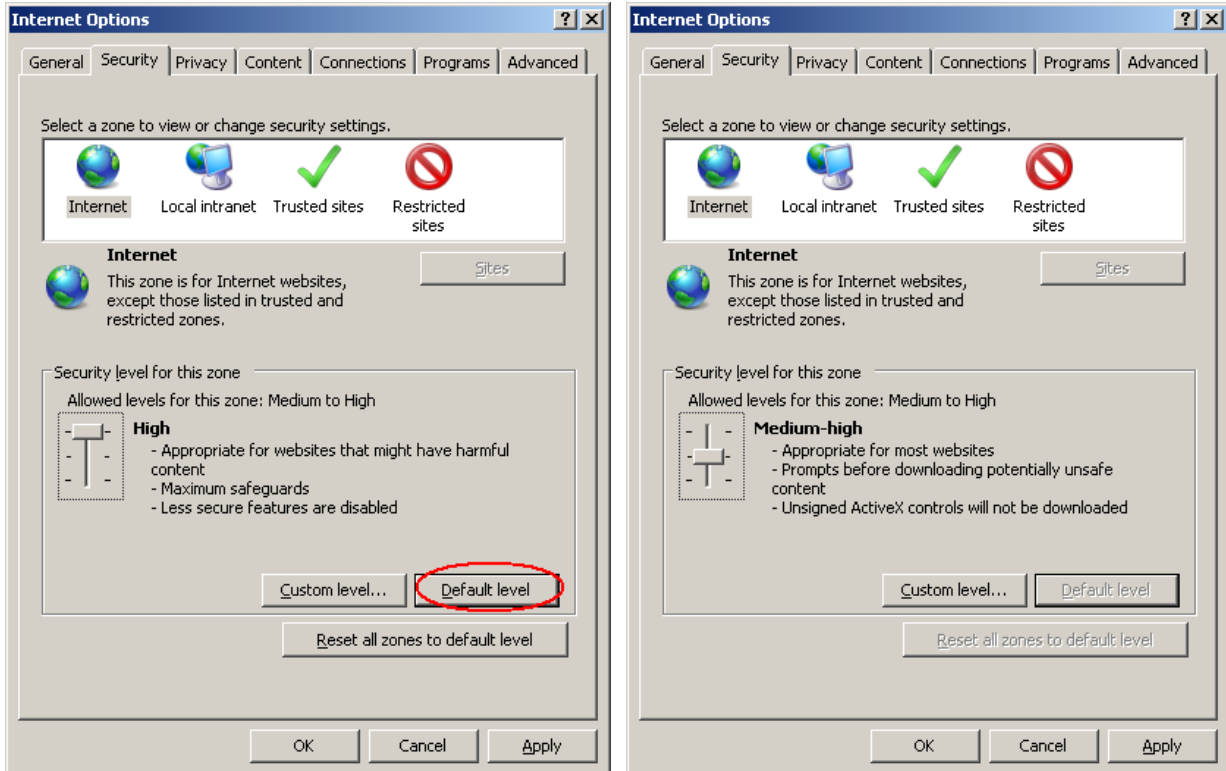 Internet Options
General Security Privacy Content Connections Programs Advanced
Select a zone to view or change security settings.
Internet Local intranet Trusted sites Restricted
sites
Internet
Sites
This zone is for Internet websites,
except those listed in trusted and
restricted zones.
Security level for this zone
Allowed levels for this zone: Medium to High
High
- Appropriate for websites that might have harmful
content
- Maximum safeguards
- Less secure features are disabled
Custom level... Default level
Reset all zones to default level
OK Cancel Apply
Internet Options
General Security Privacy Content Connections Programs Advanced
Select a zone to view or change security settings.
Internet Local intranet Trusted sites Restricted
sites
Internet
Sites
This zone is for Internet websites,
except those listed in trusted and
restricted zones.
Security level for this zone
Allowed levels for this zone: Medium to High
Medium-high
- Appropriate for most websites
- Prompts before downloading potentially unsafe
content
- Unsigned ActiveX controls will not be downloaded
Custom level... Default level
Reset all zones to default level
OK Cancel Apply